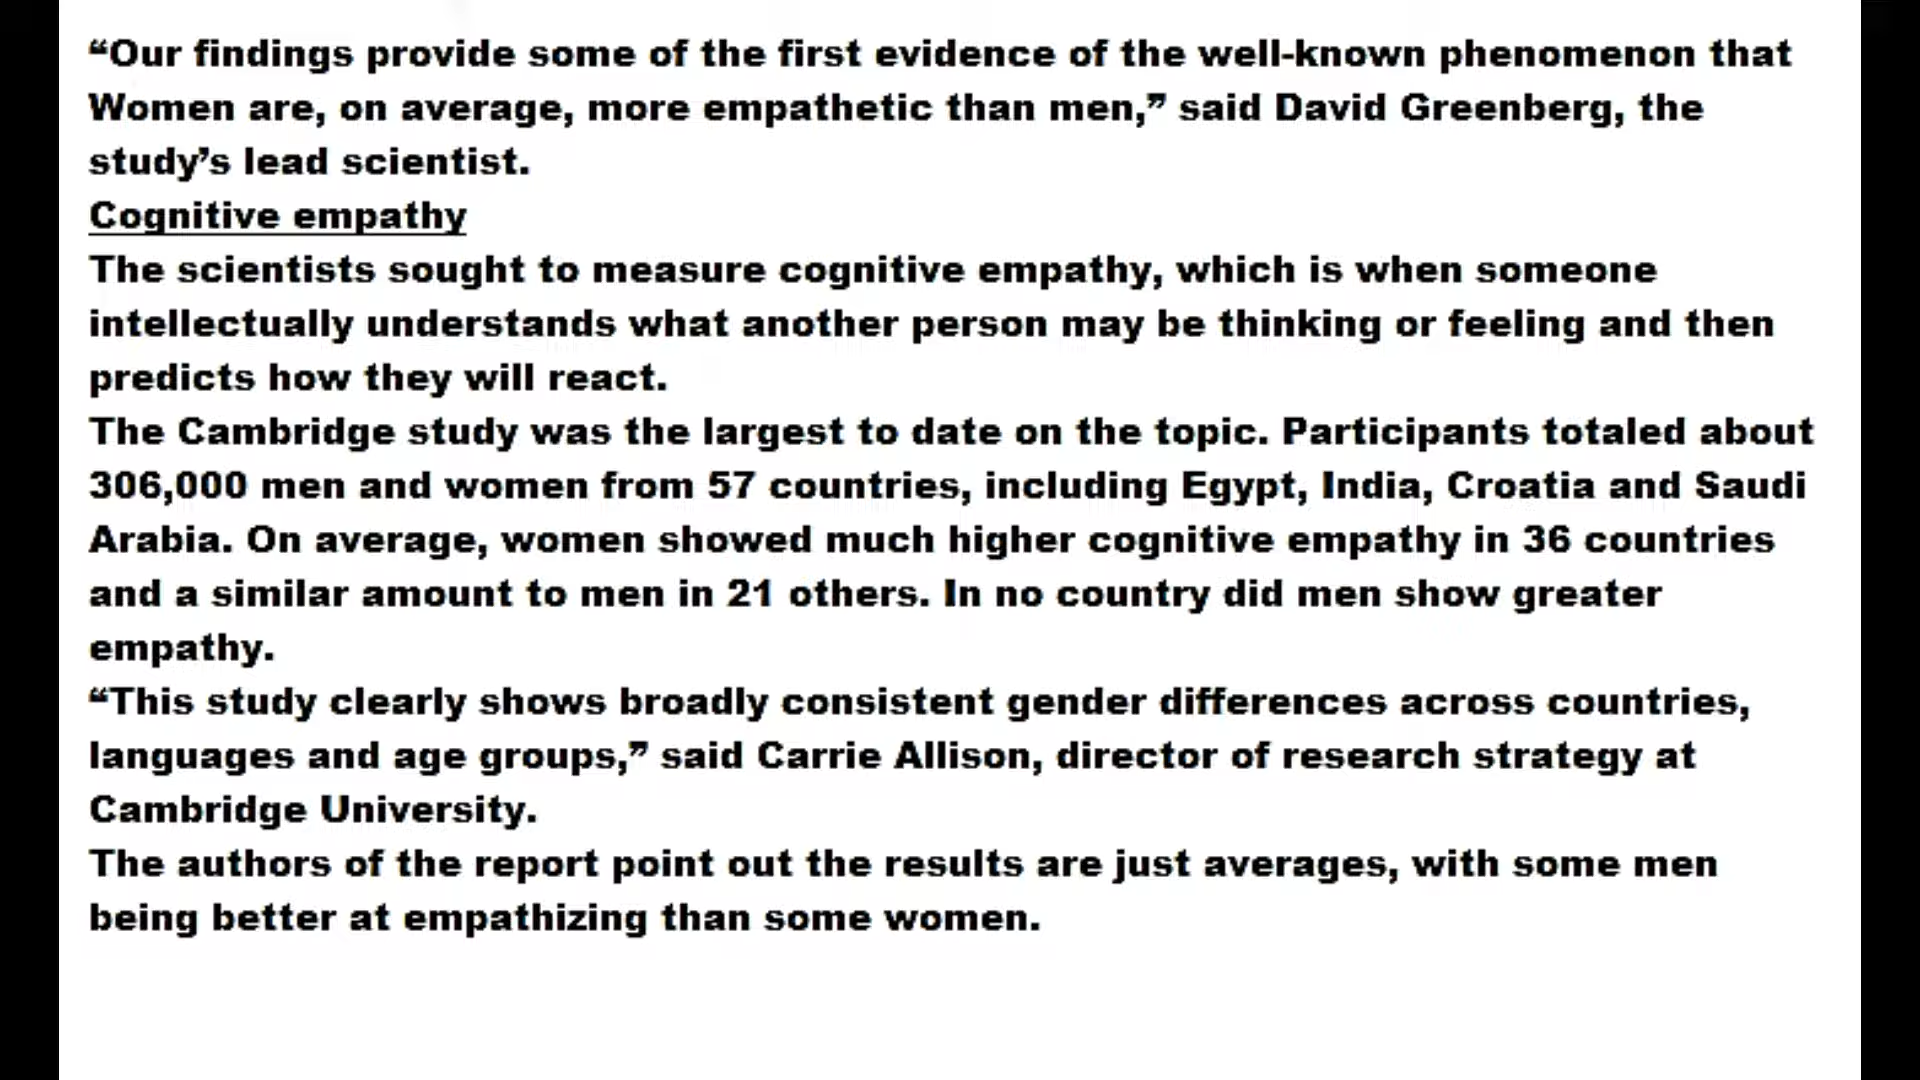 “Our findings provide some of the first evidence of the well-known phenomenon that
Women are, on average, more empathetic than men,” said David Greenberg, the
study’s lead scientist.
Cognitive empathy
The scientists sought to measure cognitive empathy, which is when someone
intellectually understands what another person may be thinking or feeling and then
predicts how they will react.
The Cambridge study was the largest to date on the topic. Participants totaled about
306,000 men and women from 57 countries, including Egypt, India, Croatia and Saudi
Arabia. On average, women showed much higher cognitive empathy in 36 countries
and a similar amount to men in 21 others. In no country did men show greater
empathy.
“This study clearly shows broadly consistent gender differences across countries,
languages and age groups,” said Carrie Allison, director of research strategy at
Cambridge University.
The authors of the report point out the results are just averages, with some men
being better at empathizing than some women.